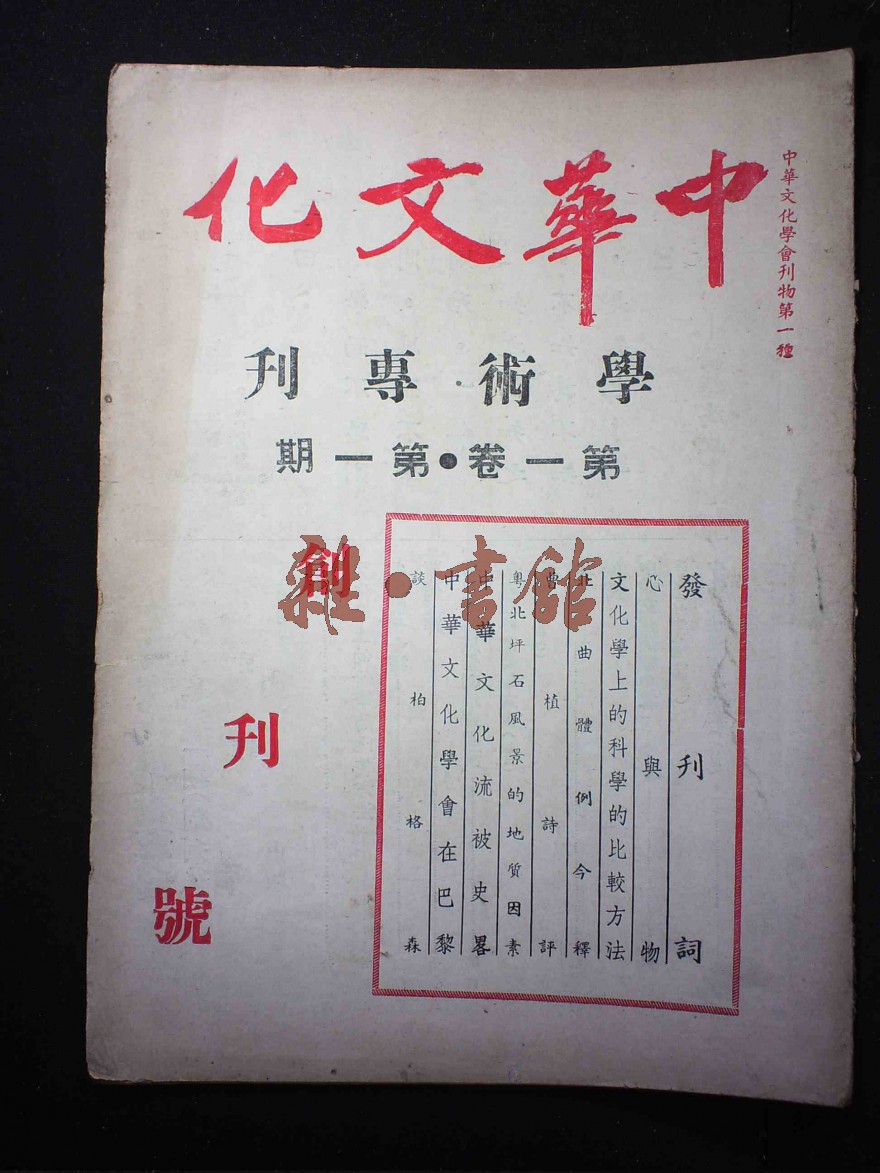 中華文化學會刊物第一種
中華文化
學術專刊
第一卷•第一期
創刊號
發刊詞
心與物
文化學上的科學的比較方法
北曲體例今釋
曹植詩評
粵北坪石風景的地质因素
中華文化流被史畧
中華文化學會在巴黎
談柏格森
雜•書館